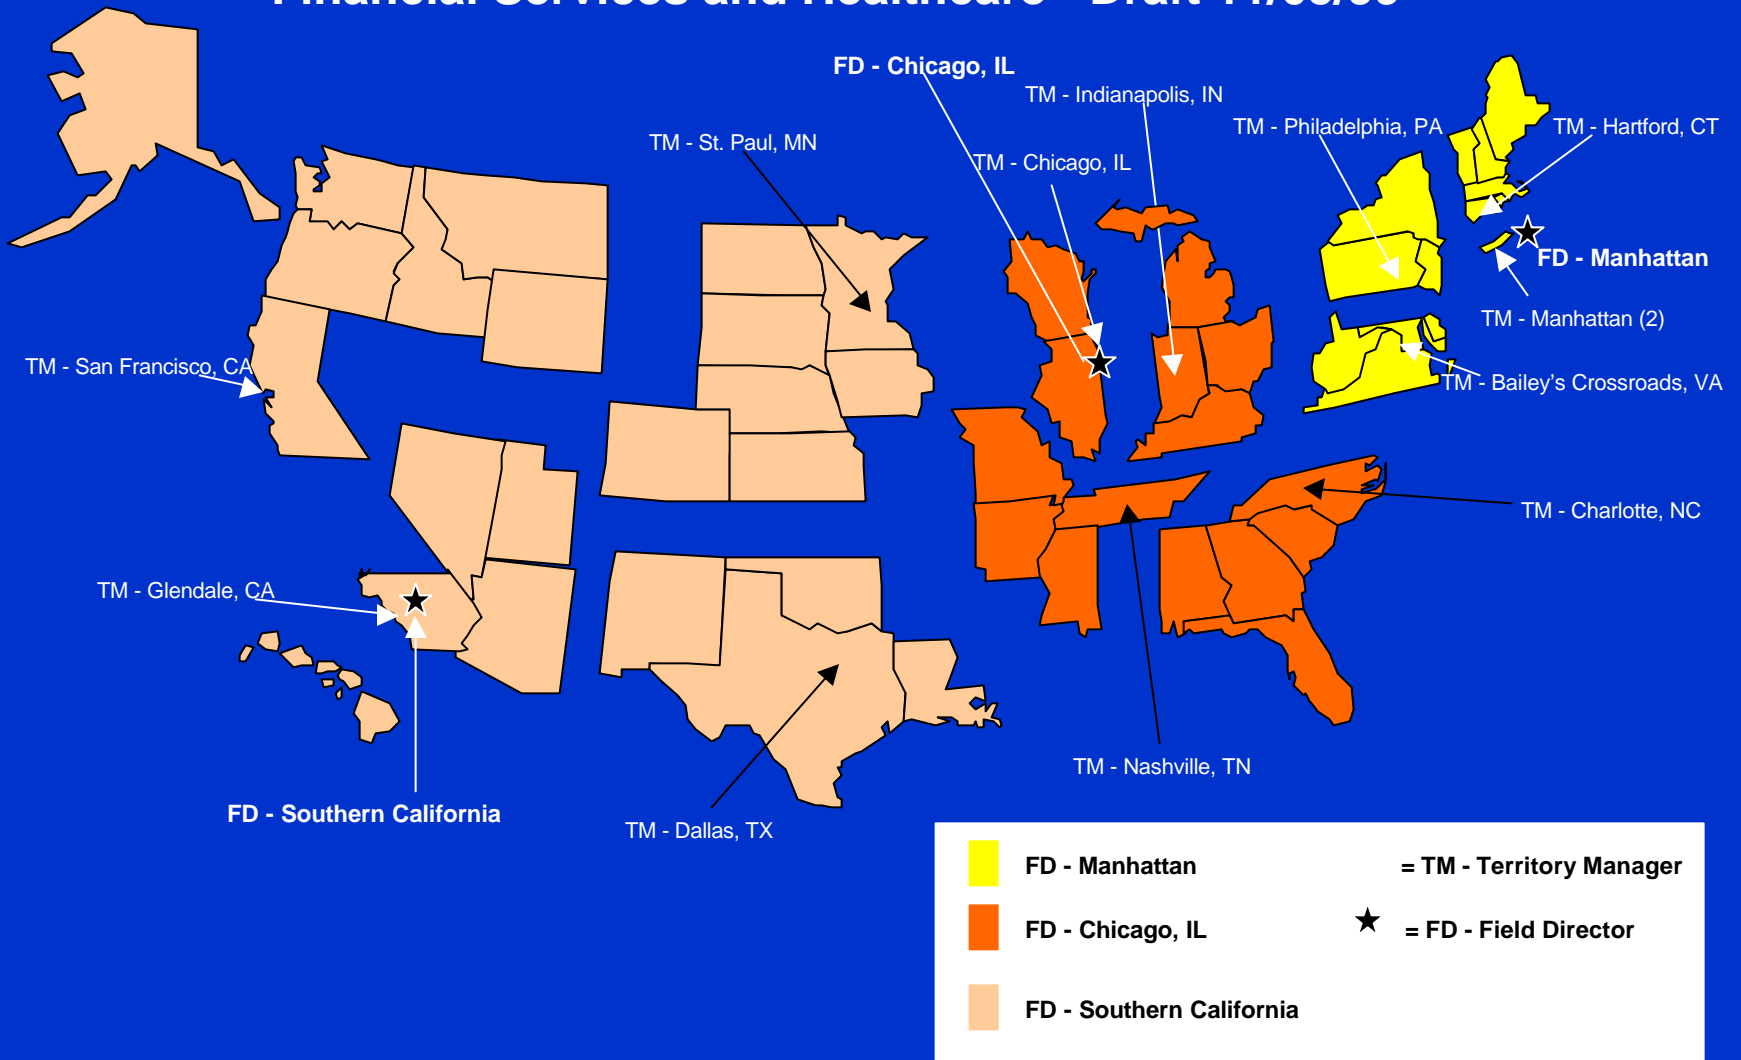 FD - Chicago, IL
TM - Indianapolis, IN
TM - Philadelphia, PA
TM - Hartford, CT
TM - St. Paul, MN
TM - Chicago, IL
FD - Manhattan
TM - Manhattan (2)
TM - San Francisco, CA
TM - Bailey's Crossroads, VA
TM - Charlotte, NC
TM - Glendale, CA
TM - Nashville, TN
FD - Southern California
TM - Dallas, TX
FD - Manhattan
= TM - Territory Manager
FD - Chicago, IL
= FD - Field Director
FD - Southern California